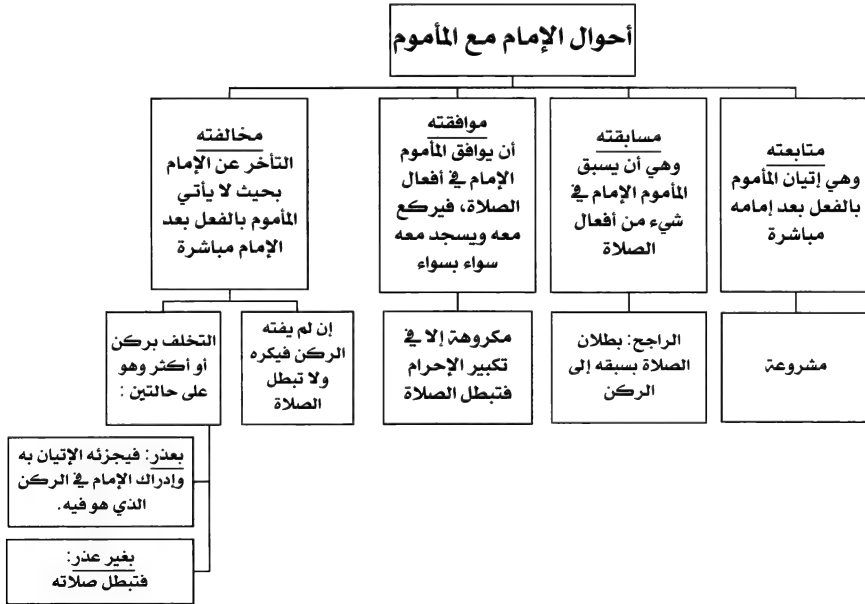 أحوال الإمام مع المأموم
متابعته
وهي إتيان المأموم
بالفعل بعد إمامه
مباشرة
مشروعة
مسابقته
وهي أن يسبق
المأموم الإمام في
شيء من أفعال
الصلاة
الراجح: بطلان
الصلاة بسبقه إلى
الركن
موافقته
أن يوافق المأموم
الإمام في أفعال
الصلاة، فيركع
معه ويسجد معه
سواء بسواء
مكروهة إلا في
تكبير الإحرام
فتبطل الصلاة
مخالفته
التأخر عن الإمام
بحيث لا يأتي
المأموم بالفعل بعد
الإمام مباشرة
إن لم يفته
الركن فيكره
ولا تبطل
الصلاة
التخلف بركن
أو أكثر وهو
على حالتين :
بعذر: فيجزئه الإتيان به
وإدراك الإمام في الركن
الذي هو فيه.
بغير عذر:
فتبطل صلاته